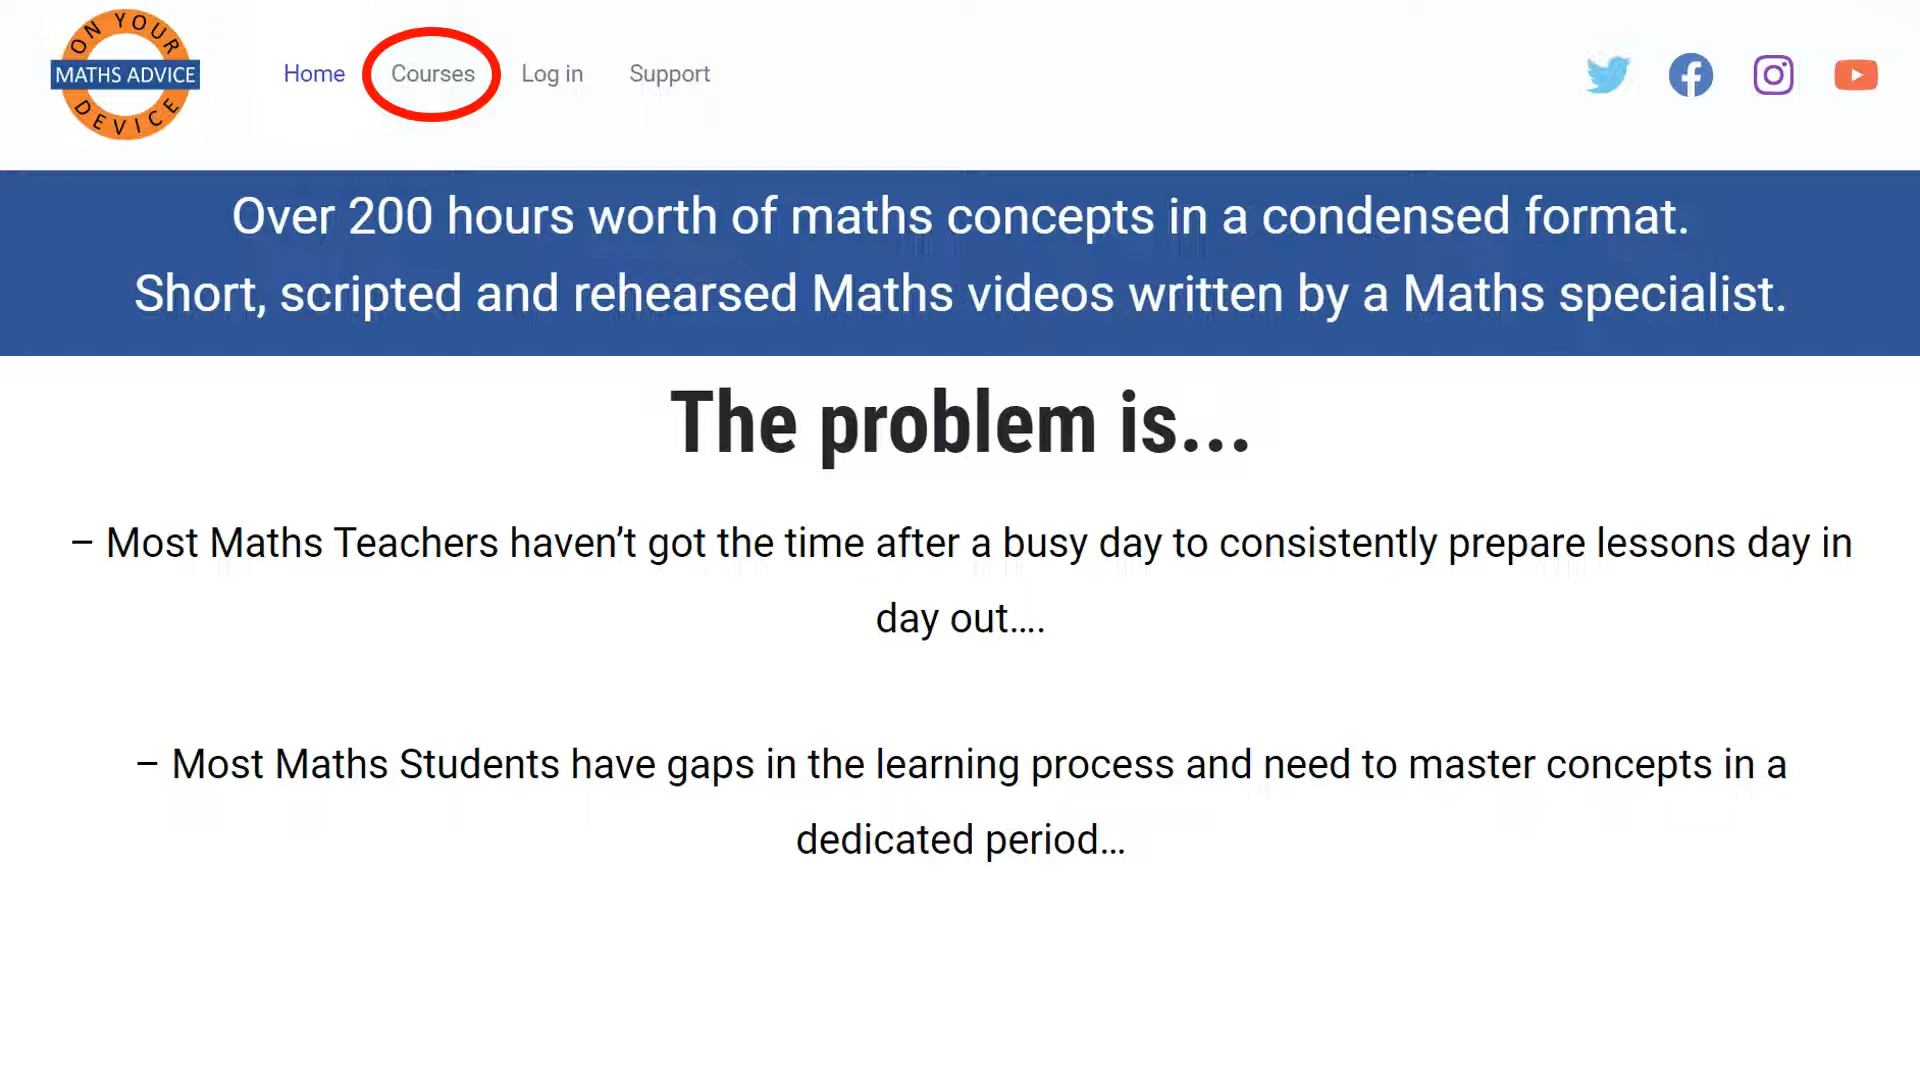 ON YOUR
MATHS ADVICE
DEVICE
Home Courses Log in Support
Over 200 hours worth of maths concepts in a condensed format.
Short, scripted and rehearsed Maths videos written by a Maths specialist.
The problem is...
– Most Maths Teachers haven’t got the time after a busy day to consistently prepare lessons day in
day out….
– Most Maths Students have gaps in the learning process and need to master concepts in a
dedicated period…